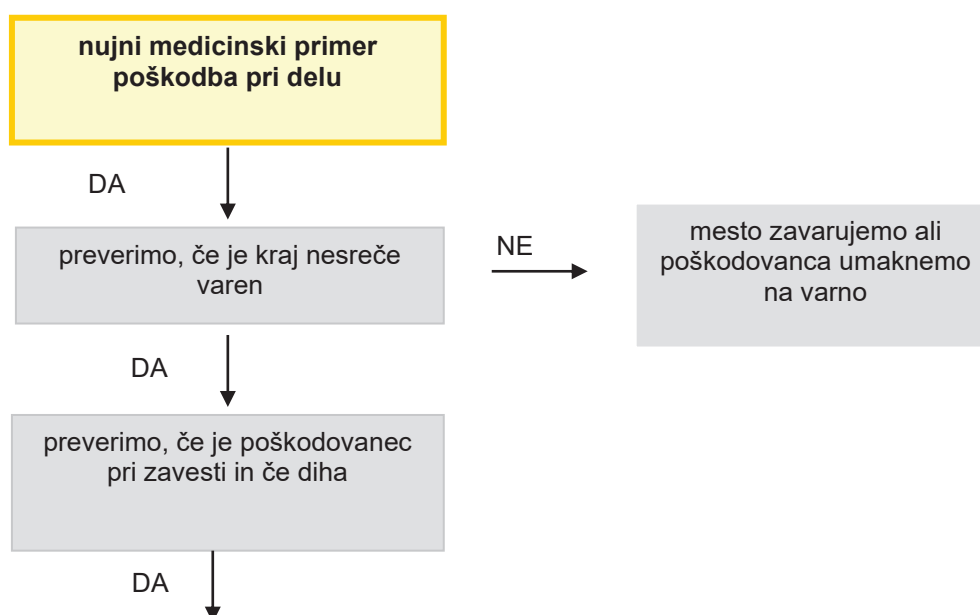 nujni medicinski primer
poškodba pri delu
DA
preverimo, če je kraj nesreče
varen
NE
mesto zavarujemo ali
poškodovanca umaknemo
na varno
DA
preverimo, če je poškodovanec
pri zavesti in če diha
DA